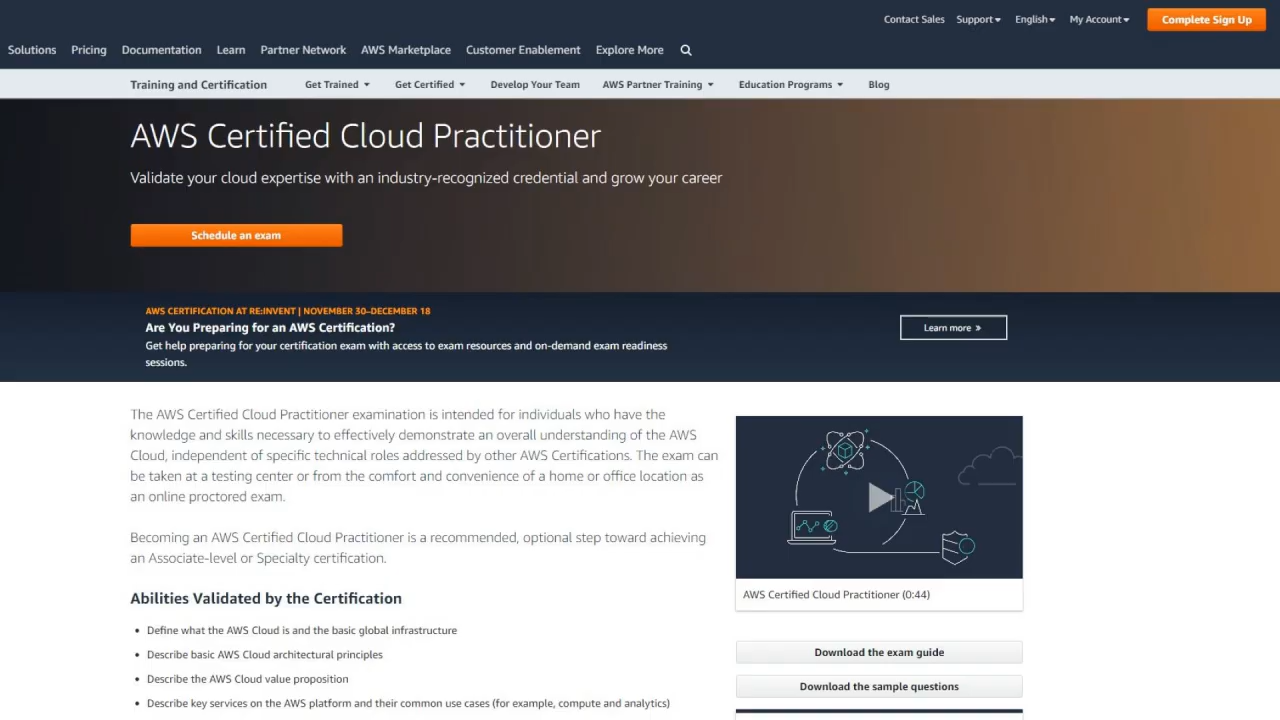 Contact Sales Support English My Account Complete Sign Up
Solutions Pricing Documentation Learn Partner Network AWS Marketplace Customer Enablement Explore More
Training and Certification Get Trained Get Certified Develop Your Team AWS Partner Training Education Programs Blog
AWS Certified Cloud Practitioner
Validate your cloud expertise with an industry-recognized credential and grow your career
Schedule an exam
AWS CERTIFICATION AT RE:INVENT | NOVEMBER 30–DECEMBER 18
Are You Preparing for an AWS Certification?
Get help preparing for your certification exam with access to exam resources and on-demand exam readiness
sessions.
Learn more »
The AWS Certified Cloud Practitioner examination is intended for individuals who have the
knowledge and skills necessary to effectively demonstrate an overall understanding of the AWS
Cloud, independent of specific technical roles addressed by other AWS Certifications. The exam can
be taken at a testing center or from the comfort and convenience of a home or office location as
an online proctored exam.
Becoming an AWS Certified Cloud Practitioner is a recommended, optional step toward achieving
an Associate-level or Specialty certification.
Abilities Validated by the Certification
• Define what the AWS Cloud is and the basic global infrastructure
• Describe basic AWS Cloud architectural principles
• Describe the AWS Cloud value proposition
• Describe key services on the AWS platform and their common use cases (for example, compute and analytics)
AWS Certified Cloud Practitioner (0:44)
Download the exam guide
Download the sample questions